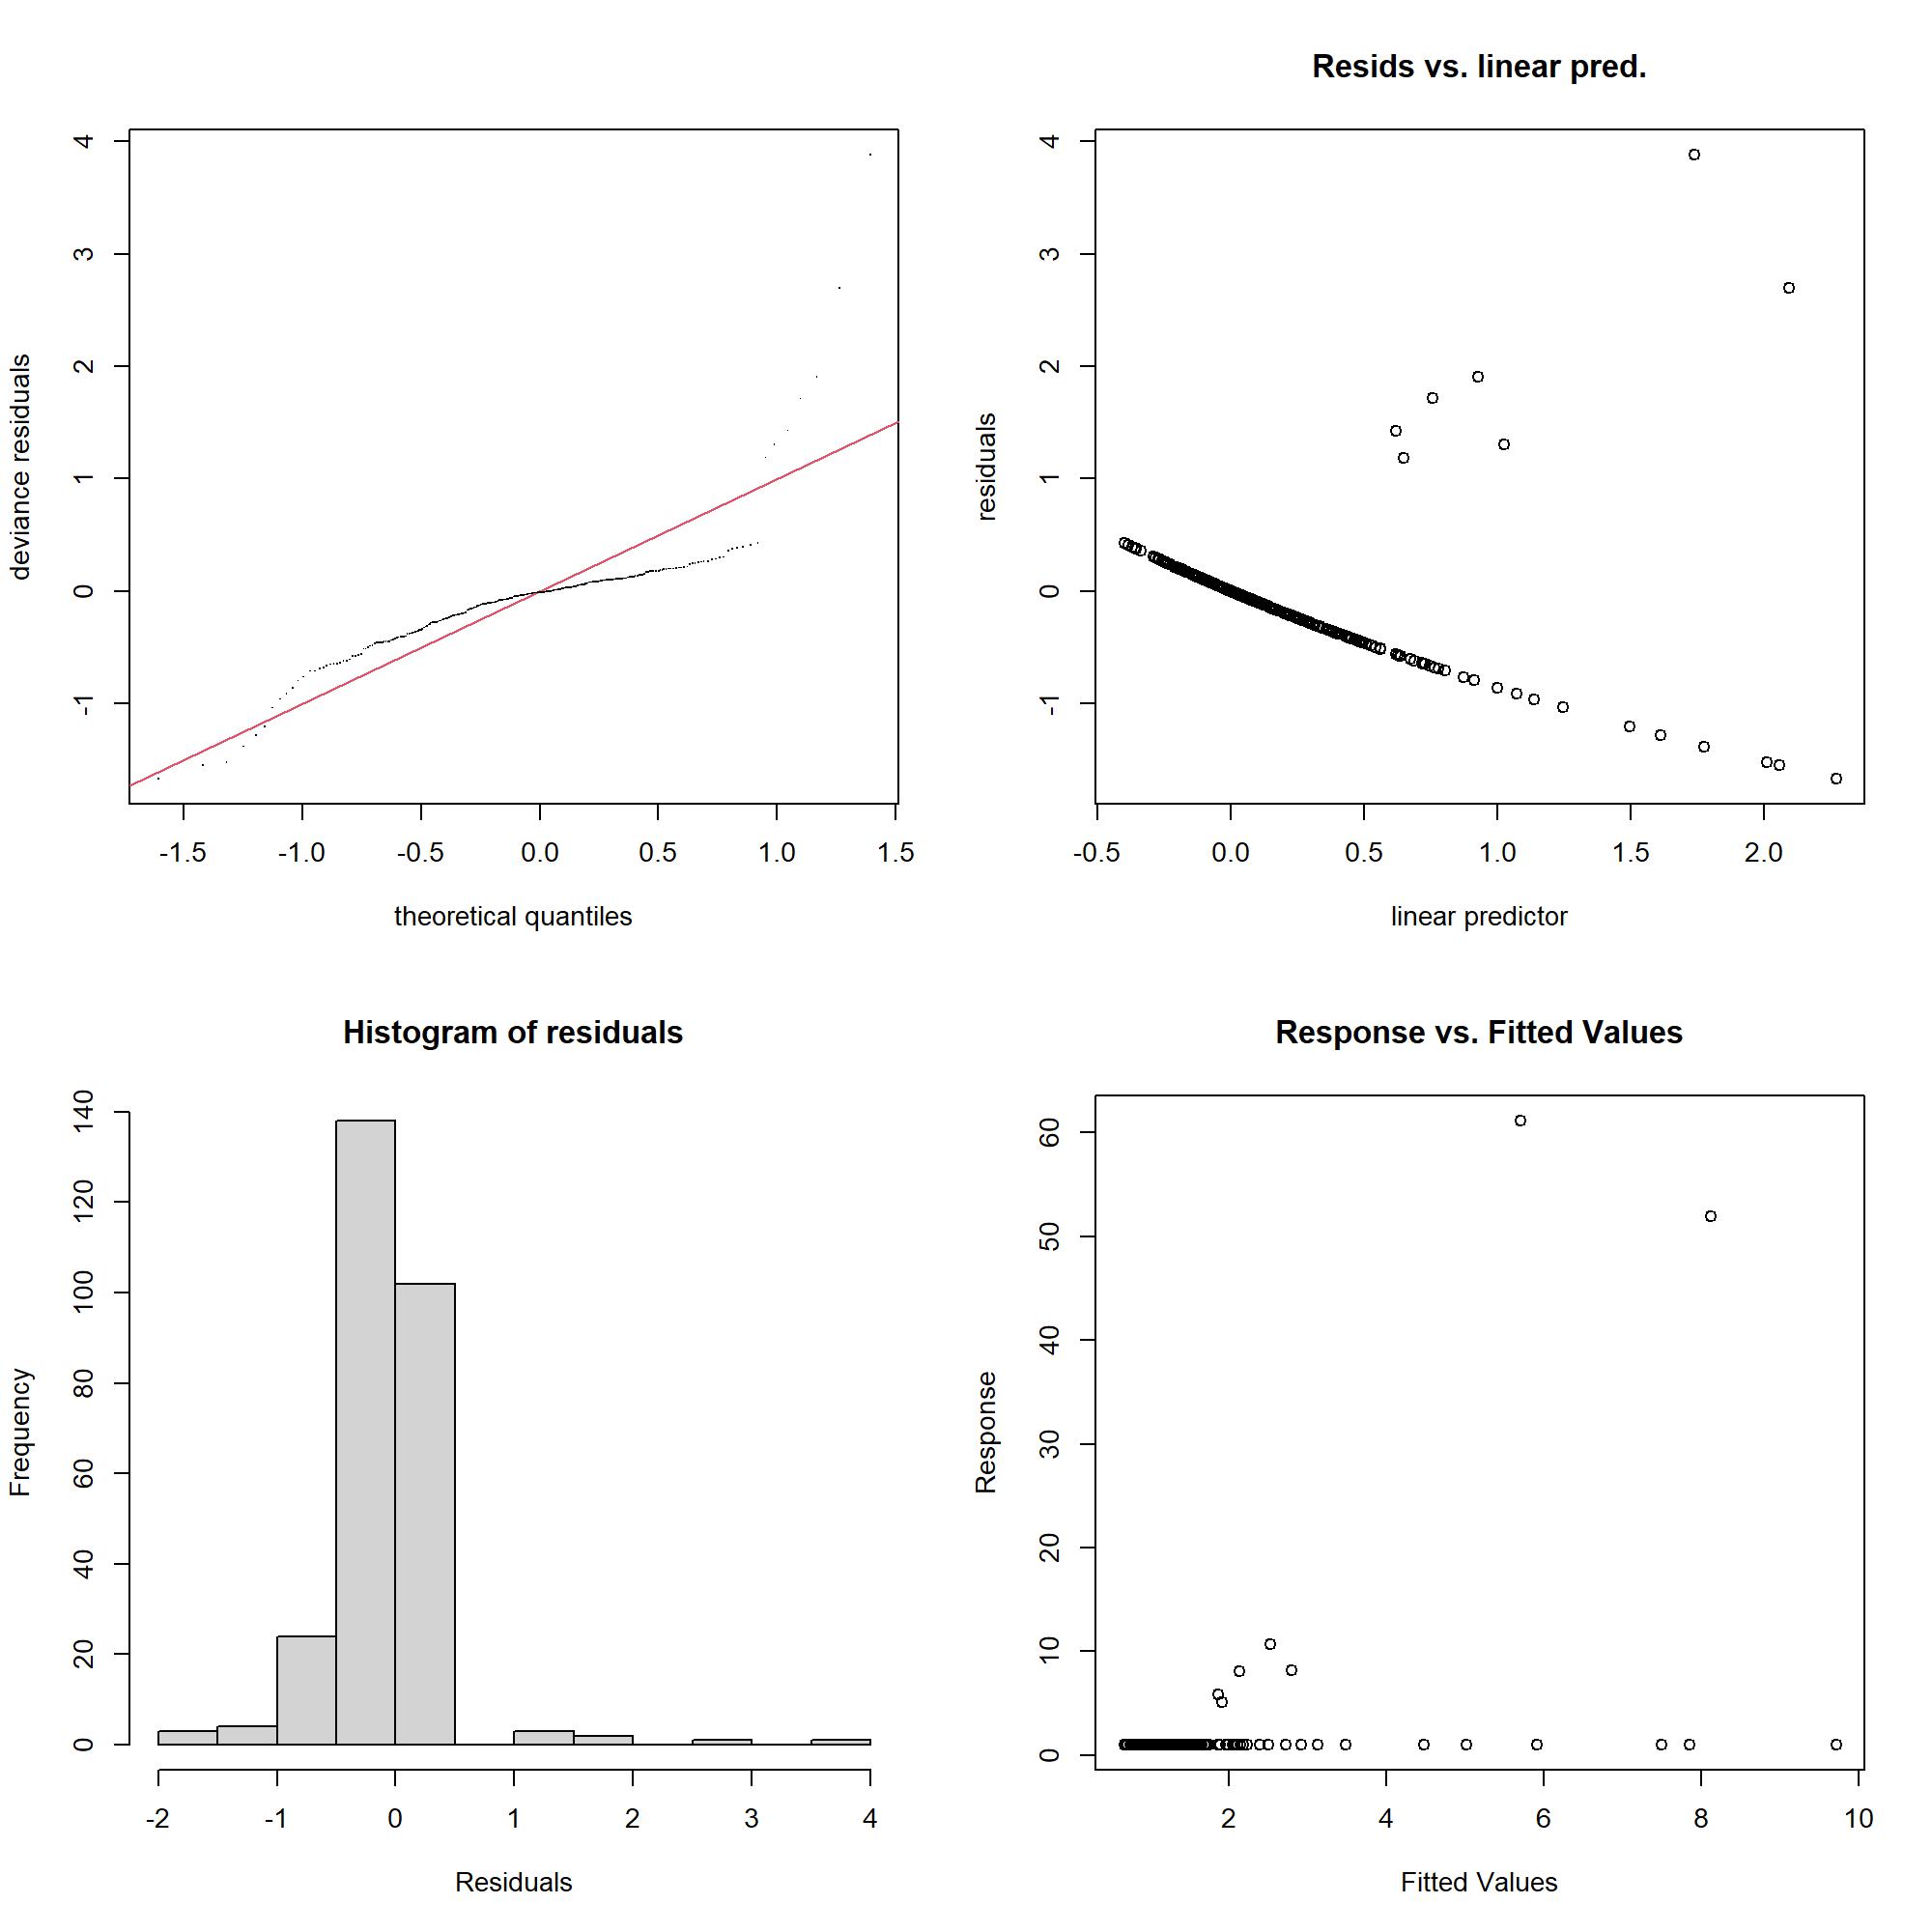 deviance residuals
4
3
2
1
0
-1
-1.5 -1.0 -0.5 0.0 0.5 1.0 1.5
theoretical quantiles
Resids vs. linear pred.
residuals
4
3
2
1
0
-1
-0.5 0.0 0.5 1.0 1.5 2.0
linear predictor
Histogram of residuals
Frequency
140
120
100
80
60
40
20
0
-2 -1 0 1 2 3 4
Residuals
Response vs. Fitted Values
Response
60
50
40
30
20
10
0
2 4 6 8 10
Fitted Values